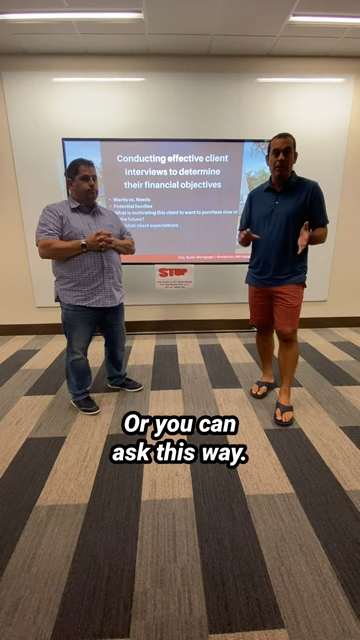 Conducting effective client
interviews to determine
their financial objectives
• Wants vs. Needs
• Potential hurdles
What is motivating this client to want to purchase now or
the future?
client expectations
STOP
Or you can
ask this way.